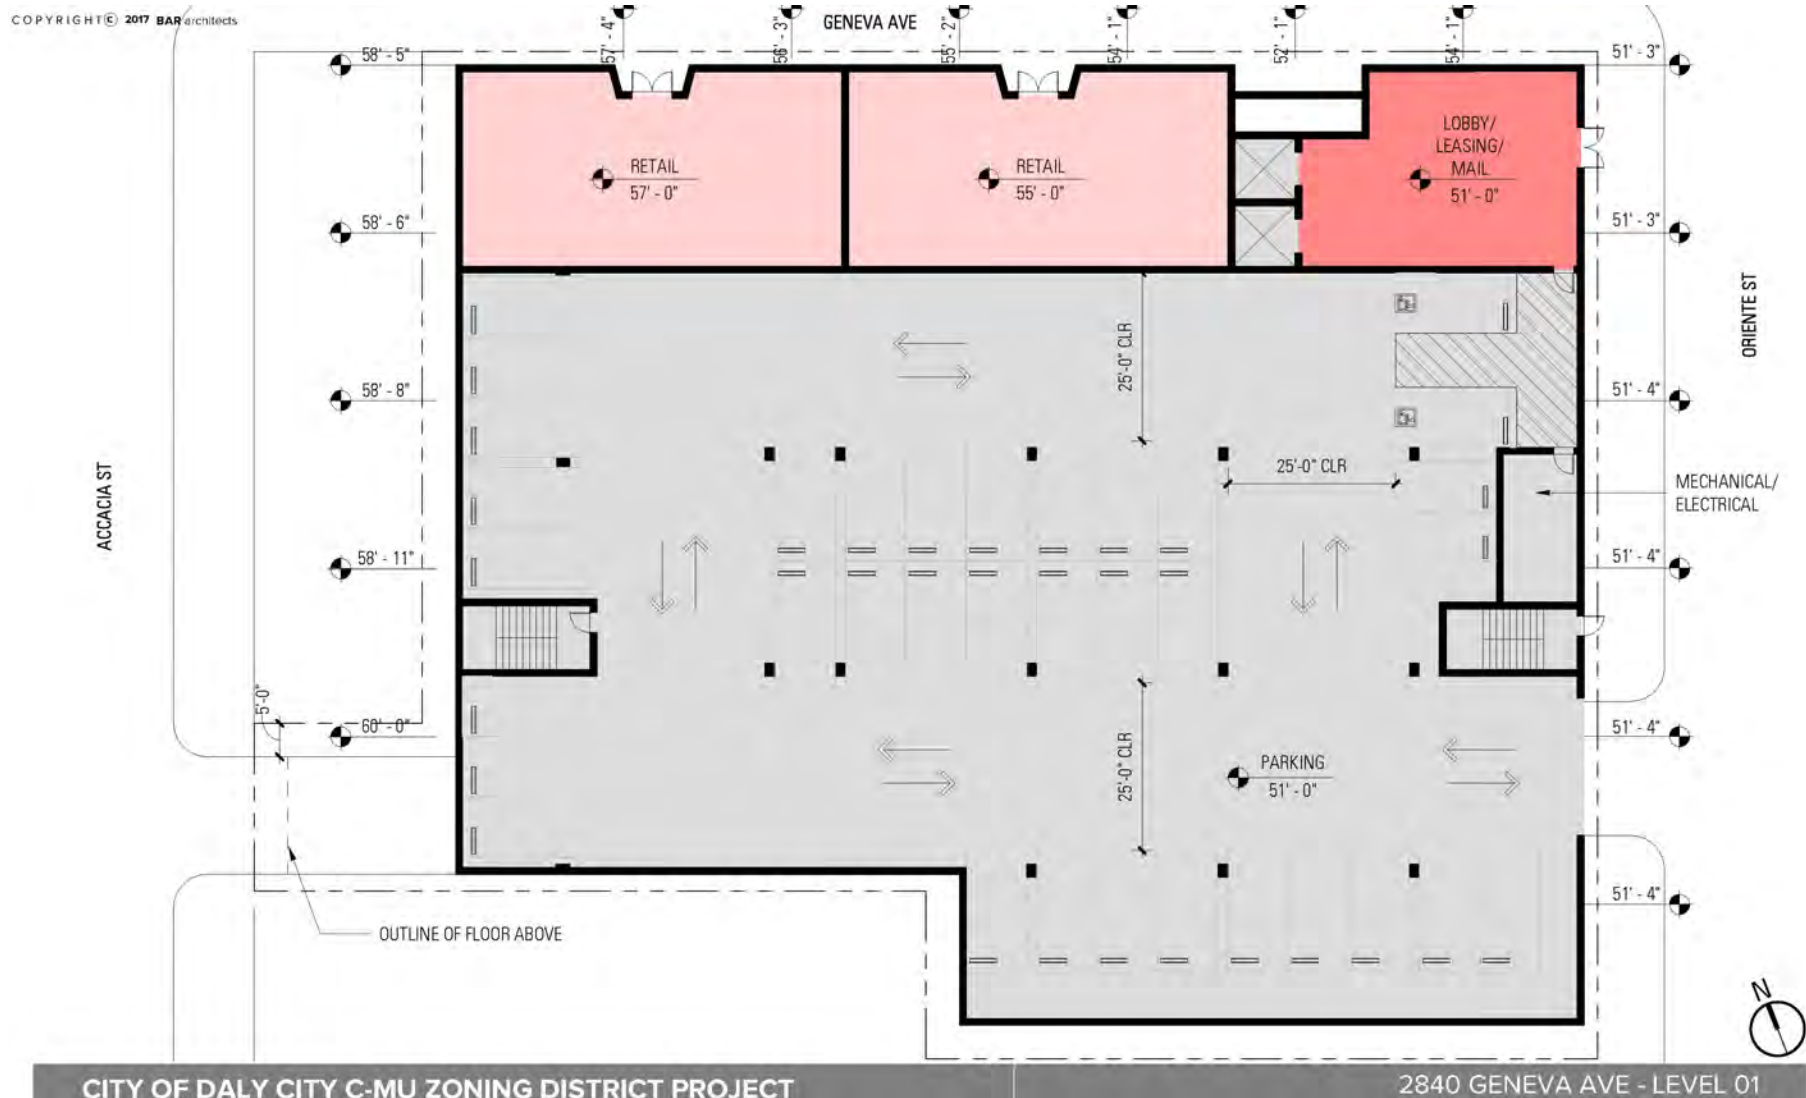 COPYRIGHT © 2017 BAR architects
GENEVA AVE
57' - 4"
56' - 3"
55' - 2"
54' - 1"
52' - 1"
54' - 1"
58' - 5"
51' - 3"
RETAIL
57' - 0"
RETAIL
55' - 0"
LOBBY/
LEASING/
MAIL
51' - 0"
58' - 6"
51' - 3"
ORIENTE ST
25'-0" CLR
58' - 8"
51' - 4"
25'-0" CLR
MECHANICAL/
ELECTRICAL
ACCACIA ST
58' - 11"
51' - 4"
5'-0"
60' - 0"
51' - 4"
25'-0" CLR
PARKING
51' - 0"
51' - 4"
OUTLINE OF FLOOR ABOVE
N
CITY OF DALY CITY C-MU ZONING DISTRICT PROJECT
2840 GENEVA AVE - LEVEL 01